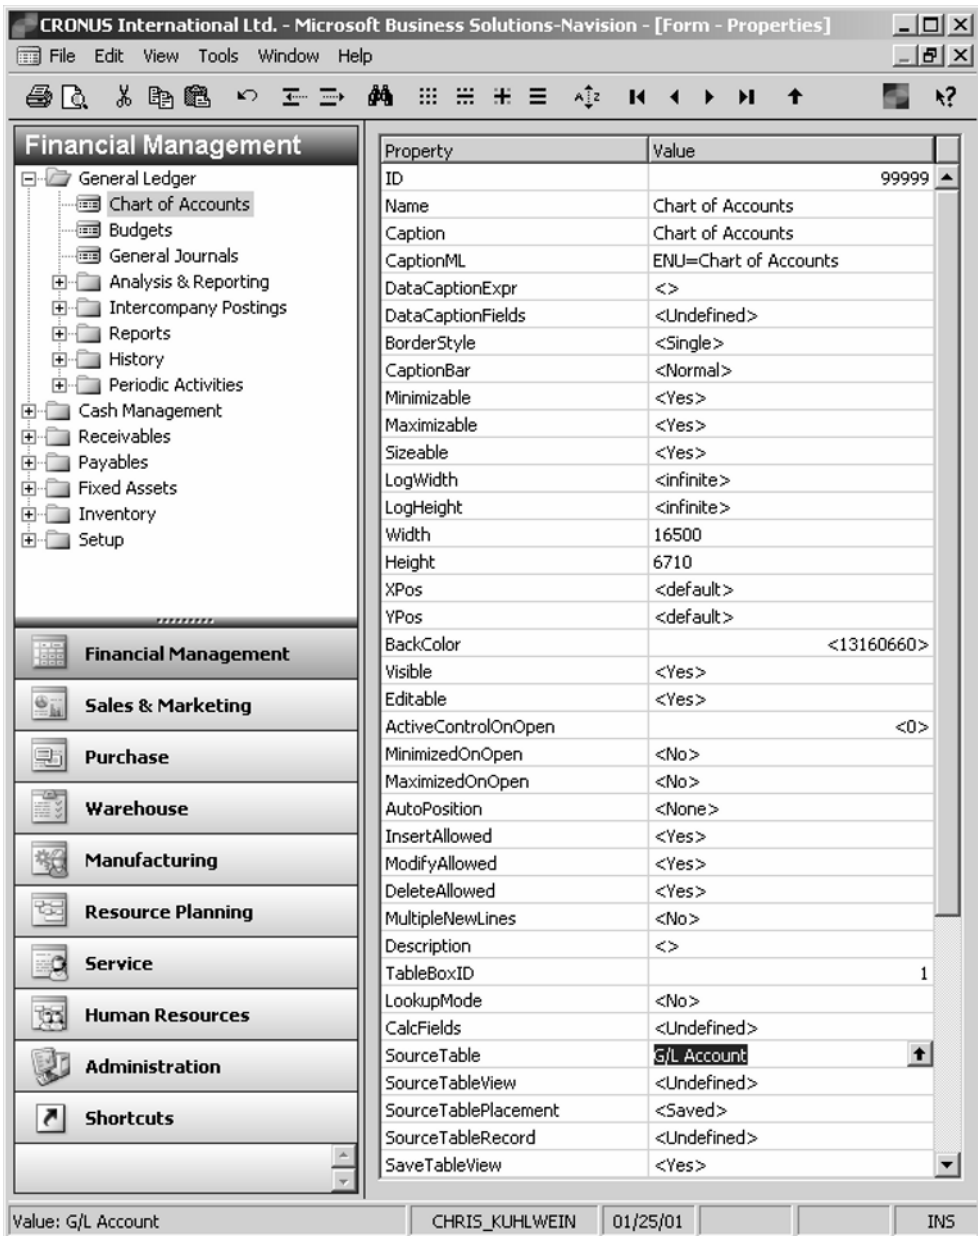 CRONUS International Ltd. - Microsoft Business Solutions-Navision - [Form - Properties]
File Edit View Tools Window Help
Financial Management
General Ledger
Chart of Accounts
Budgets
General Journals
Analysis & Reporting
Intercompany Postings
Reports
History
Periodic Activities
Cash Management
Receivables
Payables
Fixed Assets
Inventory
Setup
Financial Management
Sales & Marketing
Purchase
Warehouse
Manufacturing
Resource Planning
Service
Human Resources
Administration
Shortcuts
Property Value
ID 99999
Name Chart of Accounts
Caption Chart of Accounts
CaptionML ENU=Chart of Accounts
DataCaptionExpr <>
DataCaptionFields <Undefined>
BorderStyle <Single>
CaptionBar <Normal>
Minimizable <Yes>
Maximizable <Yes>
Sizeable <Yes>
LogWidth <infinite>
LogHeight <infinite>
Width 16500
Height 6710
XPos <default>
YPos <default>
BackColor <13160660>
Visible <Yes>
Editable <Yes>
ActiveControlOnOpen <0>
MinimizedOnOpen <No>
MaximizedOnOpen <No>
AutoPosition <None>
InsertAllowed <Yes>
ModifyAllowed <Yes>
DeleteAllowed <Yes>
MultipleNewLines <No>
Description <>
TableBoxID 1
LookupMode <No>
CalcFields <Undefined>
SourceTable G/L Account
SourceTableView <Undefined>
SourceTablePlacement <Saved>
SourceTableRecord <Undefined>
SaveTableView <Yes>
Value: G/L Account CHRIS_KUHLWEIN 01/25/01 INS